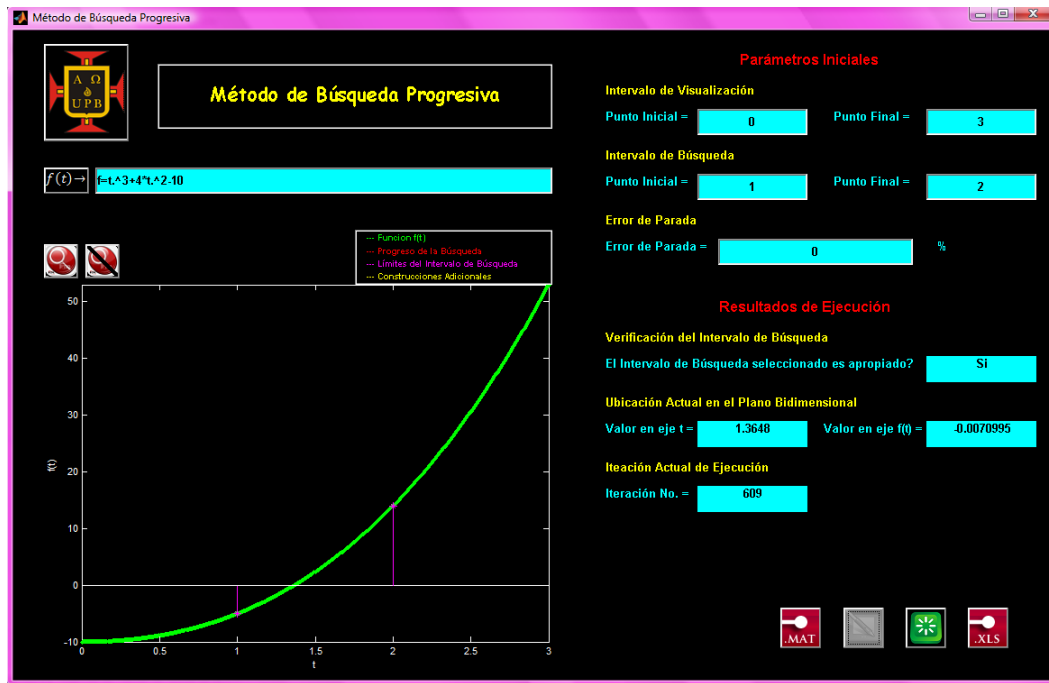 Método de Búsqueda Progresiva
Α Ω
UPB
Método de Búsqueda Progresiva
f(t)→
f=t.^3+4*t.^2-10
--- Funcion f(t)
--- Progreso de la Búsqueda
--- Límites del Intervalo de Búsqueda
--- Construcciones Adicionales
50
40
30
20
10
0
-10
f(t)
0
0.5
1
1.5
2
2.5
3
t
Parámetros Iniciales
Intervalo de Visualización
Punto Inicial = 0 Punto Final = 3
Intervalo de Búsqueda
Punto Inicial = 1 Punto Final = 2
Error de Parada
Error de Parada = 0 %
Resultados de Ejecución
Verificación del Intervalo de Búsqueda
El Intervalo de Búsqueda seleccionado es apropiado? Si
Ubicación Actual en el Plano Bidimensional
Valor en eje t = 1.3648 Valor en eje f(t) = -0.0070995
Iteación Actual de Ejecución
Iteración No. = 609
.MAT
.XLS